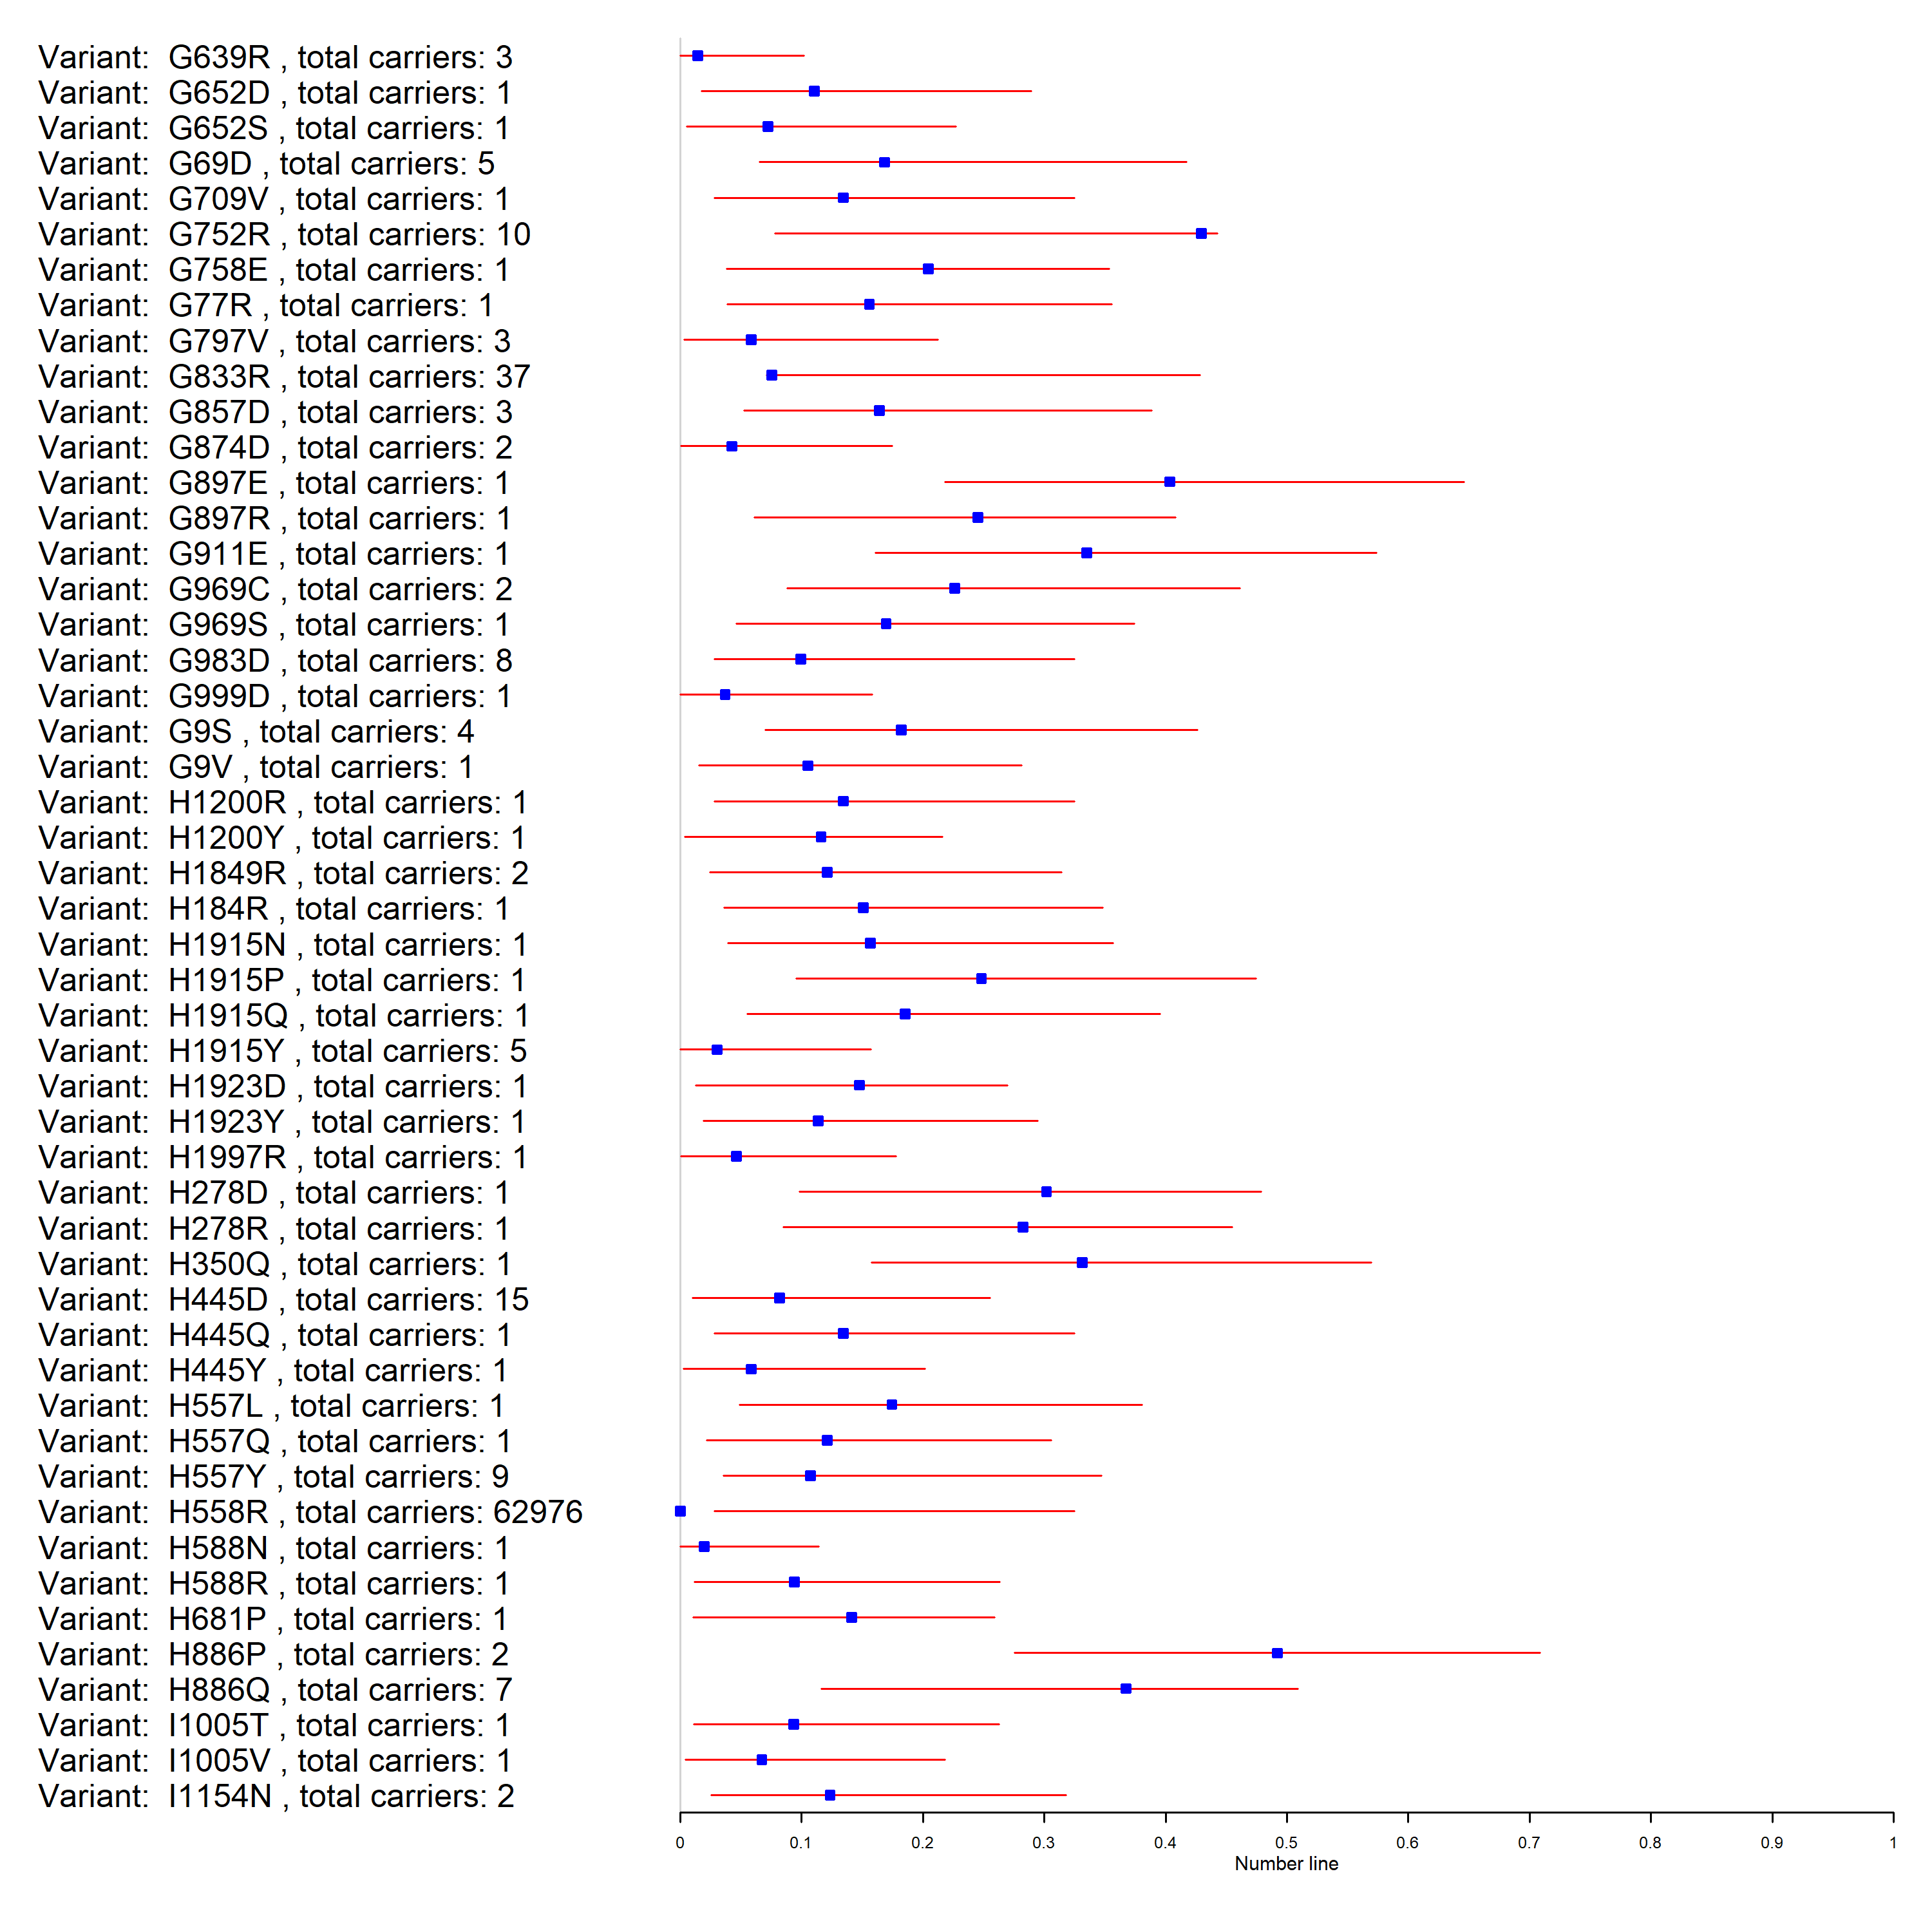 Variant: G639R , total carriers: 3
Variant: G652D , total carriers: 1
Variant: G652S , total carriers: 1
Variant: G69D , total carriers: 5
Variant: G709V , total carriers: 1
Variant: G752R , total carriers: 10
Variant: G758E , total carriers: 1
Variant: G77R , total carriers: 1
Variant: G797V , total carriers: 3
Variant: G833R , total carriers: 37
Variant: G857D , total carriers: 3
Variant: G874D , total carriers: 2
Variant: G897E , total carriers: 1
Variant: G897R , total carriers: 1
Variant: G911E , total carriers: 1
Variant: G969C , total carriers: 2
Variant: G969S , total carriers: 1
Variant: G983D , total carriers: 8
Variant: G999D , total carriers: 1
Variant: G9S , total carriers: 4
Variant: G9V , total carriers: 1
Variant: H1200R , total carriers: 1
Variant: H1200Y , total carriers: 1
Variant: H1849R , total carriers: 2
Variant: H184R , total carriers: 1
Variant: H1915N , total carriers: 1
Variant: H1915P , total carriers: 1
Variant: H1915Q , total carriers: 1
Variant: H1915Y , total carriers: 5
Variant: H1923D , total carriers: 1
Variant: H1923Y , total carriers: 1
Variant: H1997R , total carriers: 1
Variant: H278D , total carriers: 1
Variant: H278R , total carriers: 1
Variant: H350Q , total carriers: 1
Variant: H445D , total carriers: 15
Variant: H445Q , total carriers: 1
Variant: H445Y , total carriers: 1
Variant: H557L , total carriers: 1
Variant: H557Q , total carriers: 1
Variant: H557Y , total carriers: 9
Variant: H558R , total carriers: 62976
Variant: H588N , total carriers: 1
Variant: H588R , total carriers: 1
Variant: H681P , total carriers: 1
Variant: H886P , total carriers: 2
Variant: H886Q , total carriers: 7
Variant: I1005T , total carriers: 1
Variant: I1005V , total carriers: 1
Variant: I1154N , total carriers: 2
0 0.1 0.2 0.3 0.4 0.5 0.6 0.7 0.8 0.9 1
Number line